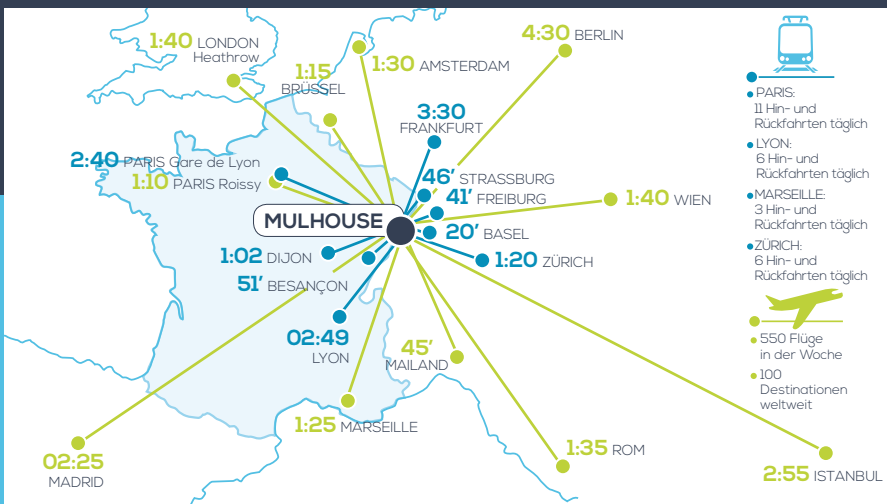 1:40 LONDON
Heathrow
1:15
BRÜSSEL
1:30 AMSTERDAM
4:30 BERLIN
3:30
FRANKFURT
2:40 PARIS Gare de Lyon
1:10 PARIS Roissy
46' STRASSBURG
41' FREIBURG
1:40 WIEN
MULHOUSE
20' BASEL
1:02 DIJON
1:20 ZÜRICH
51' BESANÇON
02:49
LYON
45'
MAILAND
1:25 MARSEILLE
1:35 ROM
02:25
MADRID
2:55 ISTANBUL
PARIS:
11 Hin- und
Rückfahrten täglich
LYON:
6 Hin- und
Rückfahrten täglich
MARSEILLE:
3 Hin- und
Rückfahrten täglich
ZÜRICH:
6 Hin- und
Rückfahrten täglich
550 Flüge
in der Woche
100
Destinationen
weltweit